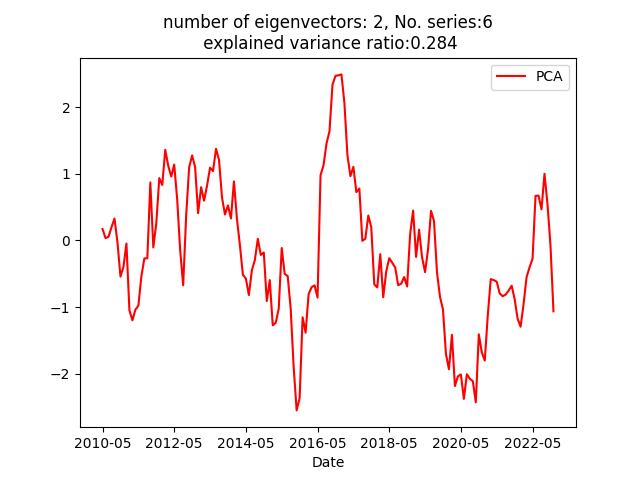 number of eigenvectors: 2, No. series:6
explained variance ratio:0.284
PCA
2
1
0
−1
−2
2010-05 2012-05 2014-05 2016-05 2018-05 2020-05 2022-05
Date